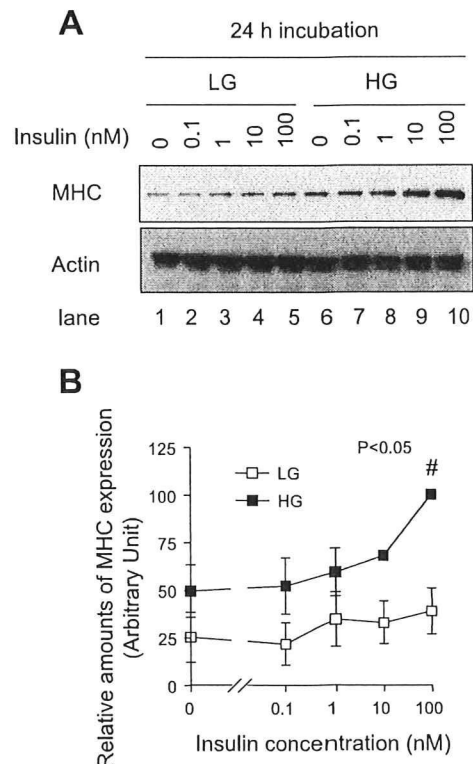 A
24 h incubation
LG HG
Insulin (nM) 0 0.1 1 10 100 0 0.1 1 10 100
MHC
Actin
lane 1 2 3 4 5 6 7 8 9 10
B
Relative amounts of MHC expression
(Arbitrary Unit)
125
100
75
50
25
0
LG
HG
P<0.05
#
0 0.1 1 10 100
Insulin concentration (nM)